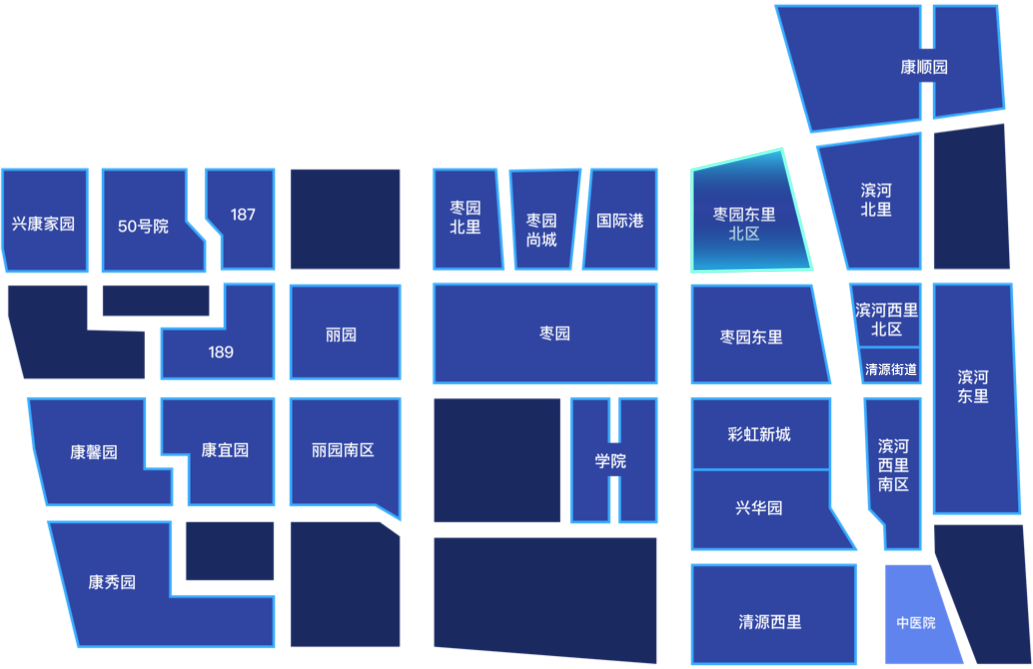 康顺园
兴康家园
50号院
187
枣园
北里
枣园
尚城
国际港
枣园东里
北区
滨河
北里
189
丽园
枣园
枣园东里
滨河西里
北区
清源街道
滨河
东里
康馨园
康宜园
丽园南区
学院
彩虹新城
兴华园
滨河
西里
南区
康秀园
清源西里
中医院